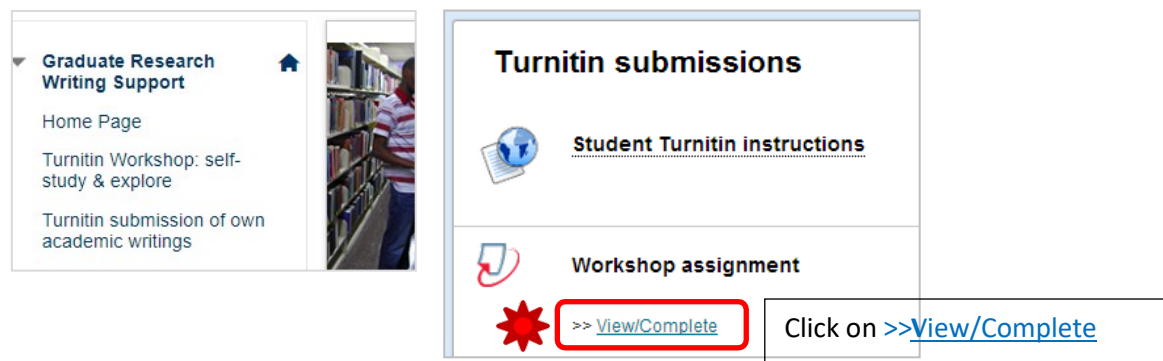 Graduate Research
Writing Support
Home Page
Turnitin Workshop: self-
study & explore
Turnitin submission of own
academic writings
Turnitin submissions
Student Turnitin instructions
Workshop assignment
>> View/Complete
Click on >>View/Complete